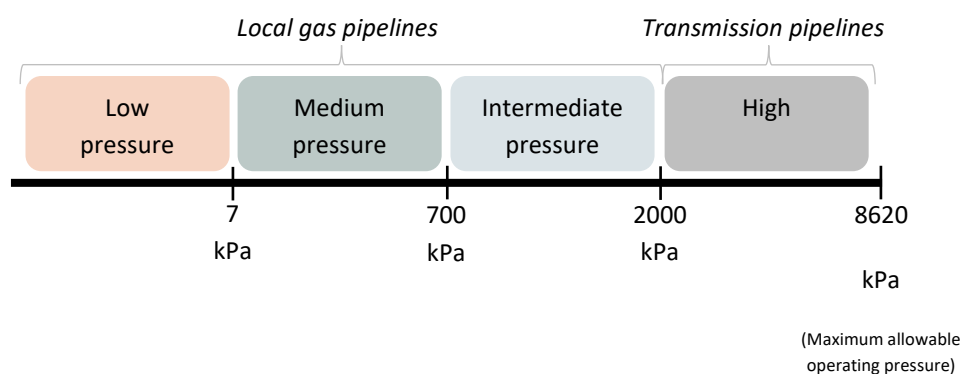 Local gas pipelines
Transmission pipelines
Low
pressure
Medium
pressure
Intermediate
pressure
High
7
kPa
700
kPa
2000
kPa
8620
kPa
(Maximum allowable
operating pressure)